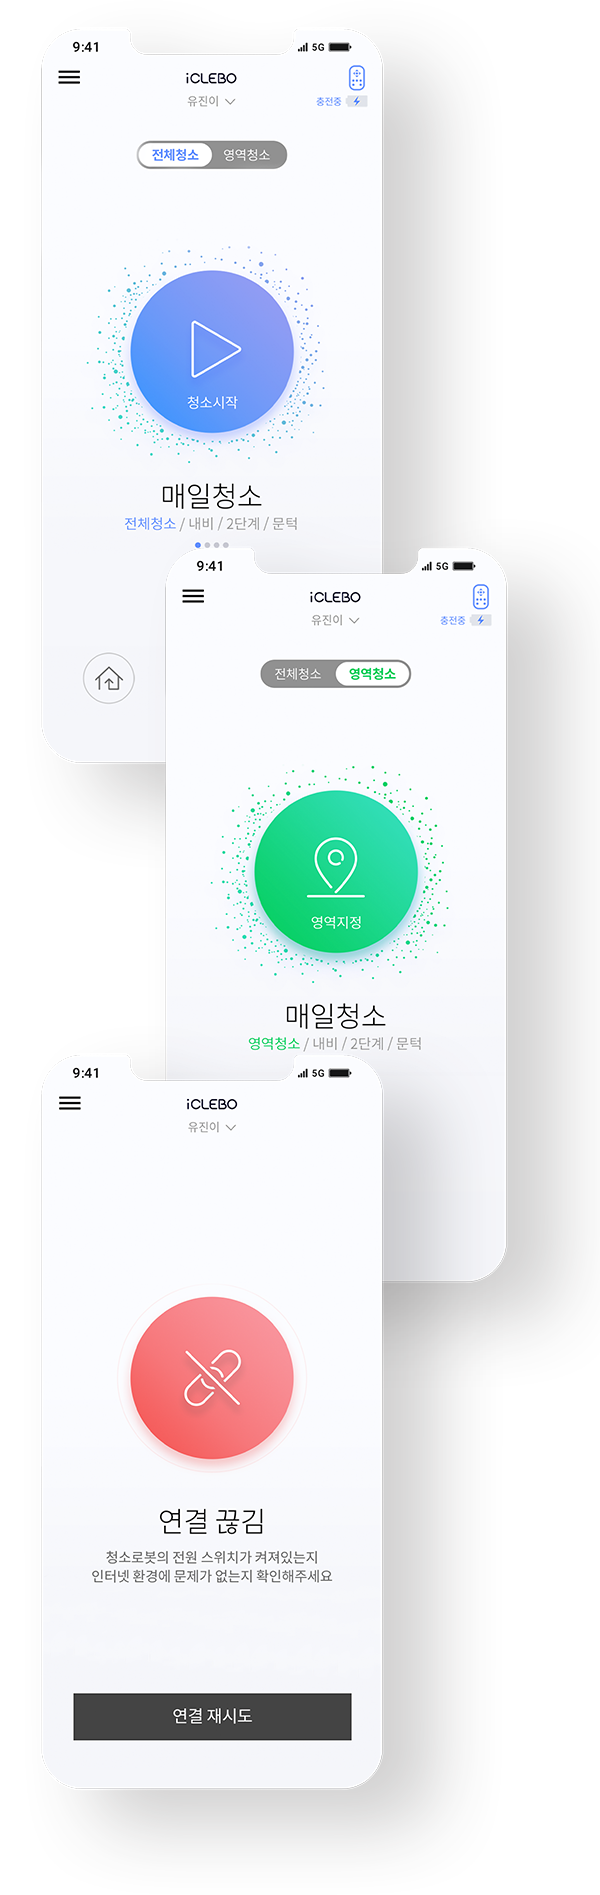 9:41 5G
iCLEBO
유진이
충전중
전체청소 영역청소
청소시작
매일청소
전체청소 / 내비 / 2단계 / 문턱
9:41 5G
iCLEBO
유진이
충전중
전체청소 영역청소
영역지정
매일청소
영역청소 / 내비 / 2단계 / 문턱
9:41 5G
iCLEBO
유진이
연결 끊김
청소로봇의 전원 스위치가 켜져있는지
인터넷 환경에 문제가 없는지 확인해주세요
연결 재시도